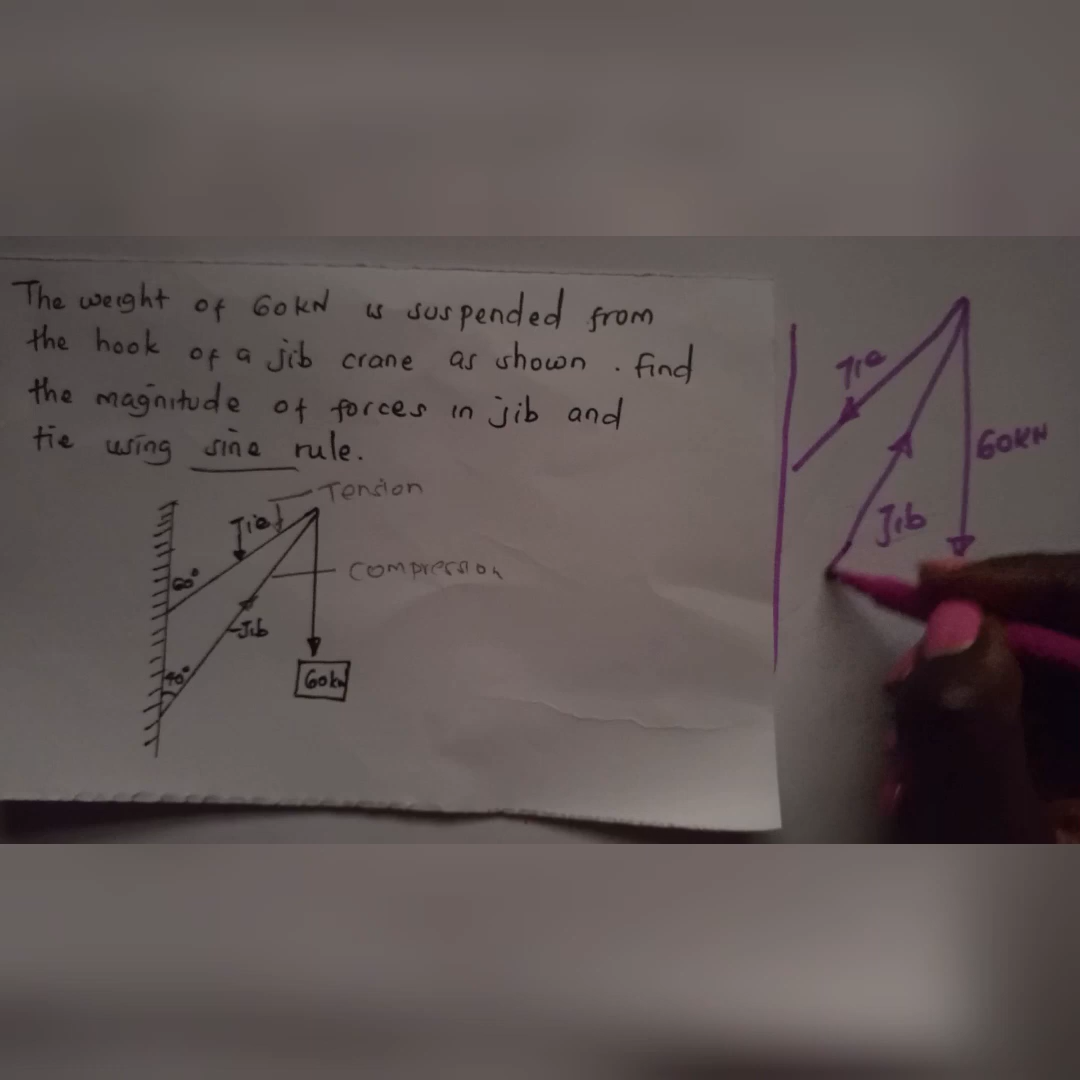 The weight of 60kN is suspended from
the hook of a jib crane as shown. find
the magnitude of forces in jib and
tie using sine rule.
Tension
Tie
60°
compression
Jib
40°
60kN
Tie
60KN
Jib